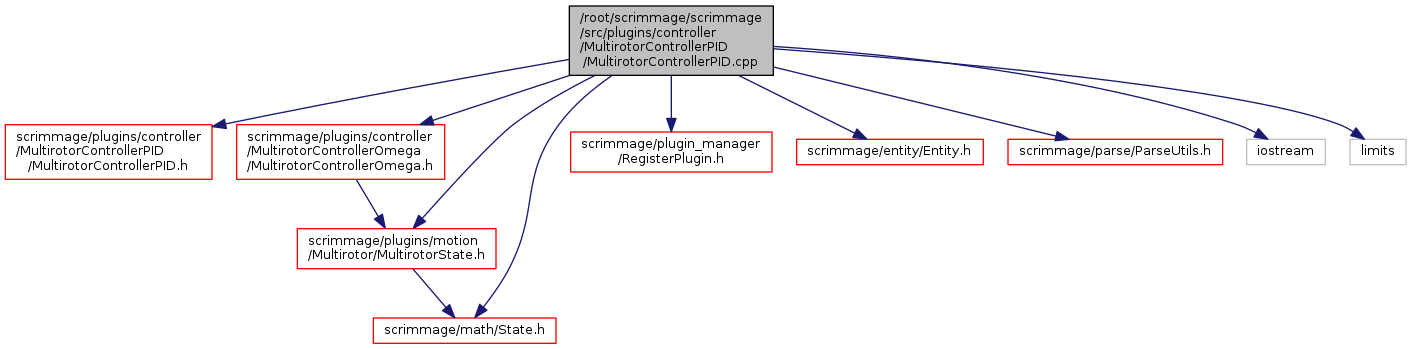 /root/scrimmage/scrimmage
/src/plugins/controller
/MultirotorControllerPID
/MultirotorControllerPID.cpp
scrimmage/plugins/controller
/MultirotorControllerPID
/MultirotorControllerPID.h
scrimmage/plugins/controller
/MultirotorControllerOmega
/MultirotorControllerOmega.h
scrimmage/plugin_manager
/RegisterPlugin.h
scrimmage/entity/Entity.h
scrimmage/parse/ParseUtils.h
iostream
limits
scrimmage/plugins/motion
/Multirotor/MultirotorState.h
scrimmage/math/State.h